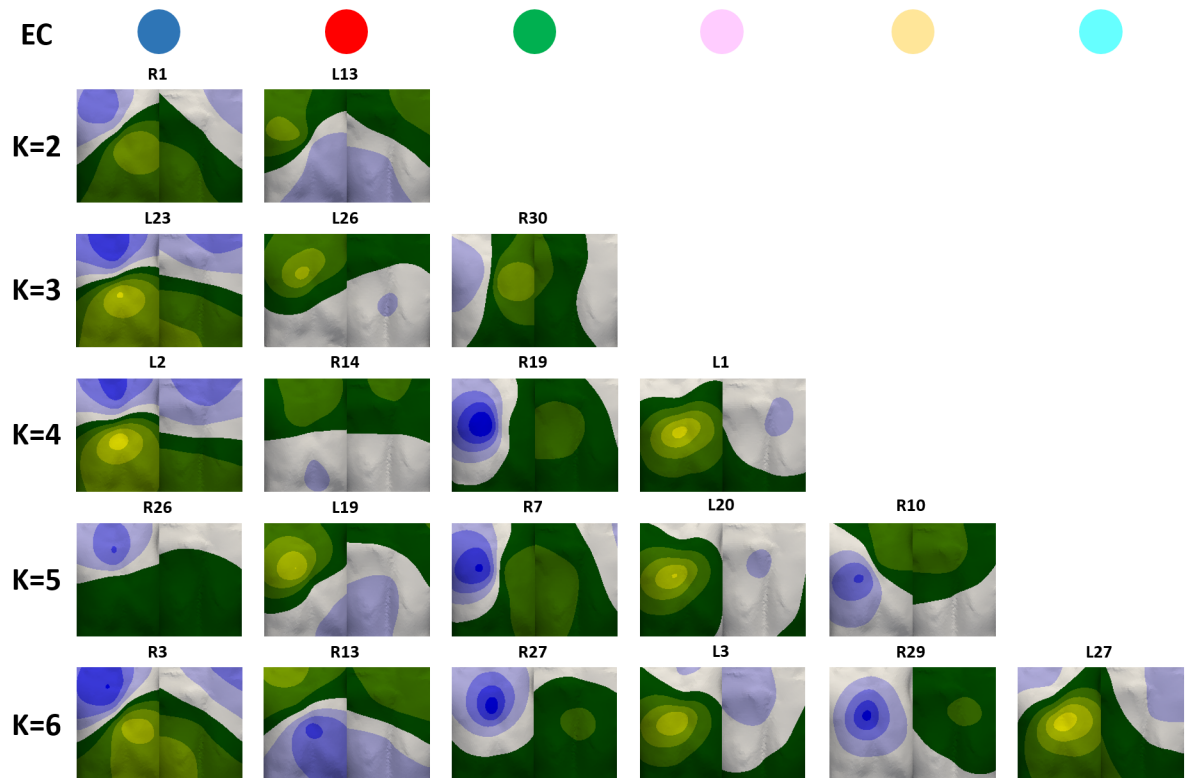 EC
R1 L13
K=2
L23 L26 R30
K=3
L2 R14 R19 L1
K=4
R26 L19 R7 L20 R10
K=5
R3 R13 R27 L3 R29 L27
K=6